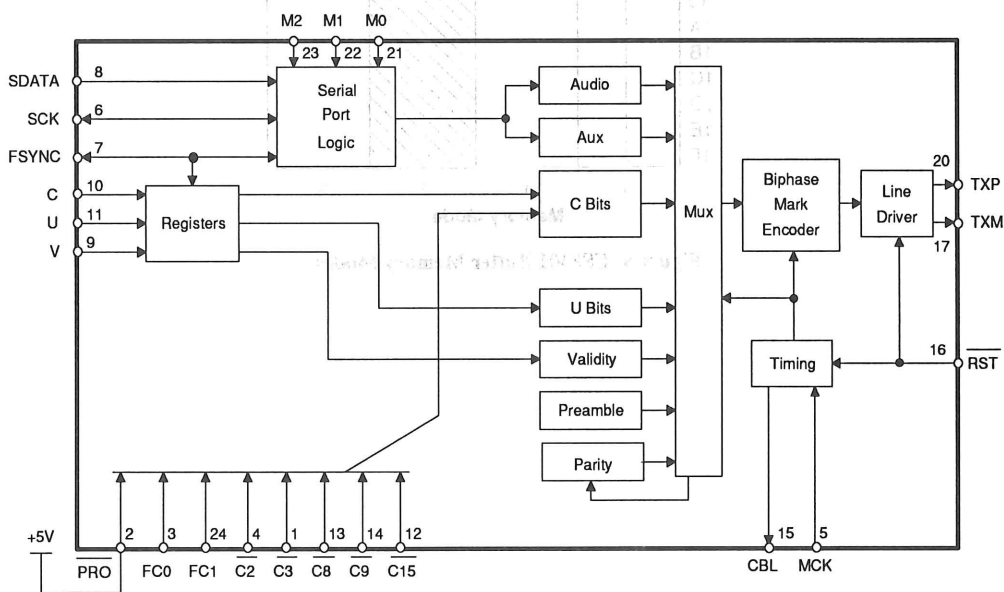 M2 M1 M0
23 22 21
SDATA 8
SCK 6
FSYNC 7
C 10
U 11
V 9
Serial
Port
Logic
Registers
Audio
Aux
C Bits
U Bits
Validity
Preamble
Parity
Mux
Biphase
Mark
Encoder
Line
Driver
20 TXP
TXM
17
Timing
16 RST
+5V
2 3 24 4 1 13 14 12
PRO FC0 FC1 C2 C3 C8 C9 C15
15 5
CBL MCK